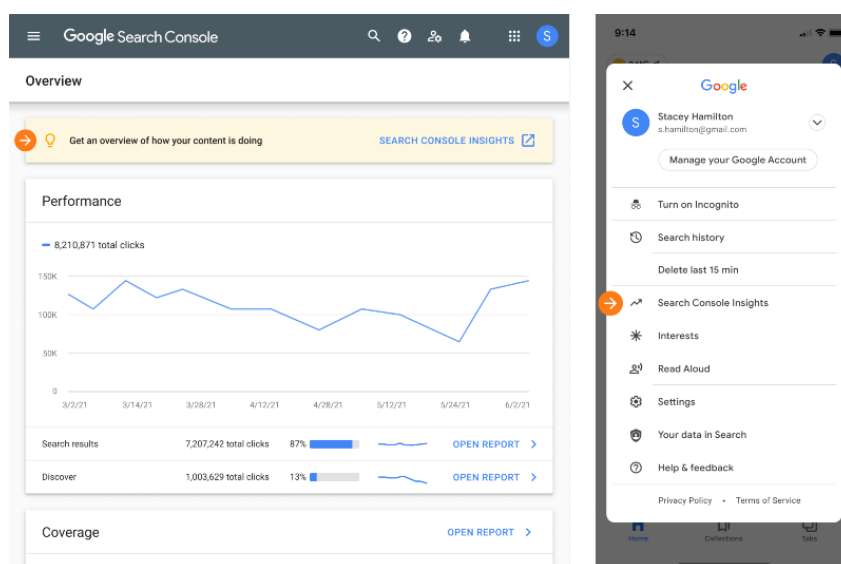 Google Search Console
S
Overview
Get an overview of how your content is doing
SEARCH CONSOLE INSIGHTS
Performance
8,210,871 total clicks
150K
100K
50K
0
3/2/21 3/14/21 3/28/21 4/12/21 4/28/21 5/12/21 5/24/21 6/2/21
Search results 7,207,242 total clicks 87% OPEN REPORT
Discover 1,003,629 total clicks 13% OPEN REPORT
Coverage OPEN REPORT
9:14
Google
S
Stacey Hamilton
s.hamilton@gmail.com
Manage your Google Account
Turn on Incognito
Search history
Delete last 15 min
Search Console Insights
Interests
Read Aloud
Settings
Your data in Search
Help & feedback
Privacy Policy • Terms of Service
Home Collections Tabs